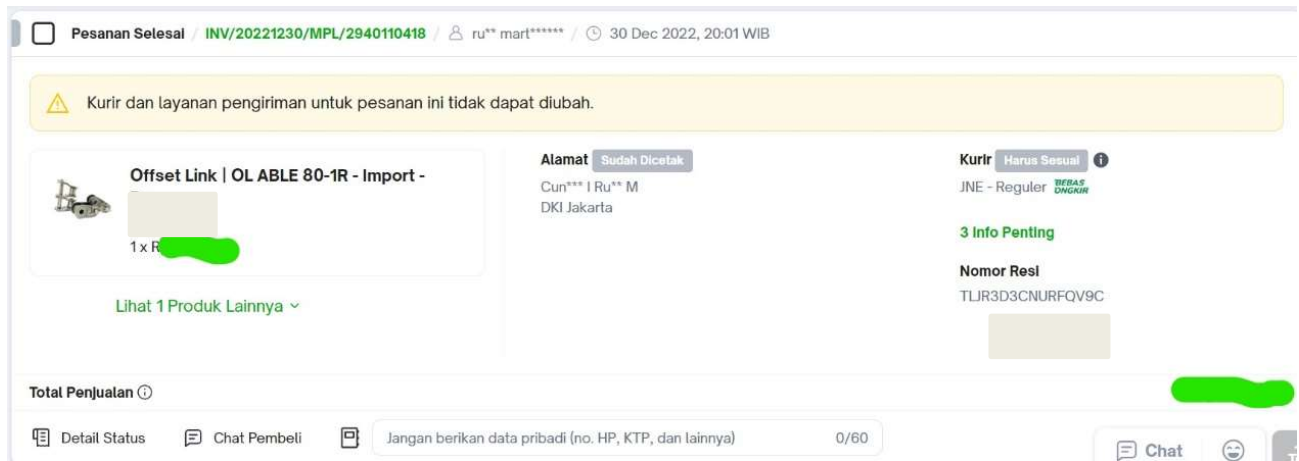 Pesanan Selesai / INV/20221230/MPL/2940110418 / ru** mart****** / 30 Dec 2022, 20:01 WIB
Kurir dan layanan pengiriman untuk pesanan ini tidak dapat diubah.
Offset Link | OL ABLE 80-1R - Import -
1 x R
Lihat 1 Produk Lainnya
Alamat Sudah Dicetak
Cun*** I Ru** M
DKI Jakarta
Kurir Harus Sesuai
JNE - Reguler BEBAS ONGKIR
3 Info Penting
Nomor Resi
TLJR3D3CNURFQV9C
Total Penjualan
Detail Status Chat Pembeli Jangan berikan data pribadi (no. HP, KTP, dan lainnya) 0/60
Chat